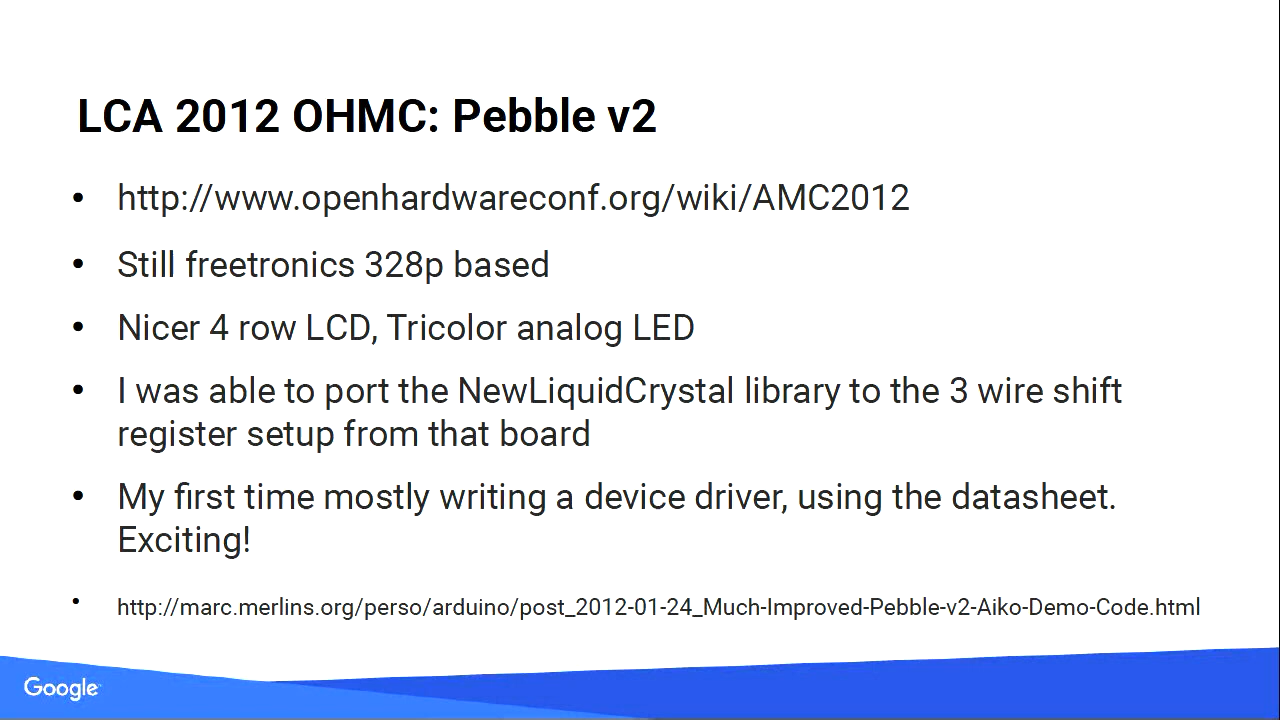 LCA 2012 OHMC: Pebble v2
• http://www.openhardwareconf.org/wiki/AMC2012
• Still freetronics 328p based
• Nicer 4 row LCD, Tricolor analog LED
• I was able to port the NewLiquidCrystal library to the 3 wire shift
register setup from that board
• My first time mostly writing a device driver, using the datasheet.
Exciting!
• http://marc.merlins.org/perso/arduino/post_2012-01-24_Much-Improved-Pebble-v2-Aiko-Demo-Code.html
Google